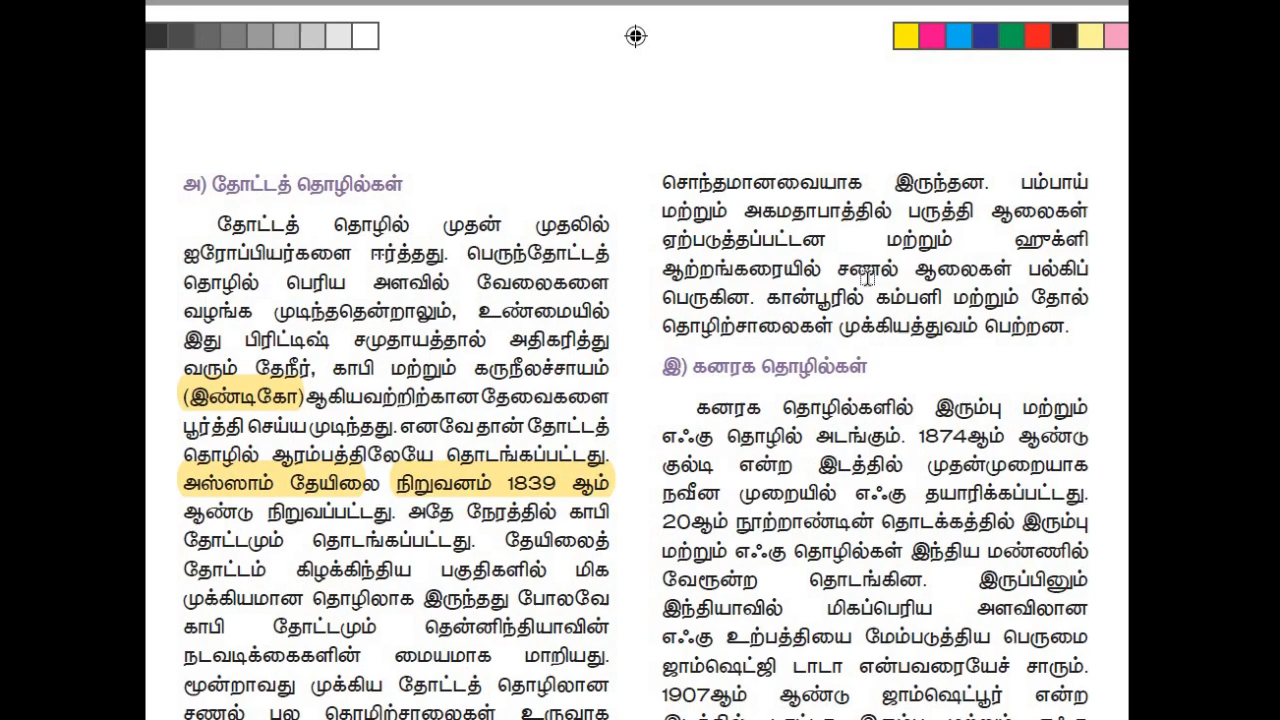 அ) தோட்டத் தொழில்கள்
தோட்டத் தொழில் முதன் முதலில்
ஐரோப்பியர்களை ஈர்த்தது. பெருந்தோட்டத்
தொழில் பெரிய அளவில் வேலைகளை
வழங்க முடிந்ததென்றாலும், உண்மையில்
இது பிரிட்டிஷ் சமுதாயத்தால் அதிகரித்து
வரும் தேநீர், காபி மற்றும் கருநீலச்சாயம்
(இண்டிகோ) ஆகியவற்றிற்கான தேவைகளை
பூர்த்தி செய்ய முடிந்தது. எனவே தான் தோட்டத்
தொழில் ஆரம்பத்திலேயே தொடங்கப்பட்டது.
அஸ்ஸாம் தேயிலை நிறுவனம் 1839 ஆம்
ஆண்டு நிறுவப்பட்டது. அதே நேரத்தில் காபி
தோட்டமும் தொடங்கப்பட்டது. தேயிலைத்
தோட்டம் கிழக்கிந்திய பகுதிகளில் மிக
முக்கியமான தொழிலாக இருந்தது போலவே
காபி தோட்டமும் தென்னிந்தியாவின்
நடவடிக்கைகளின் மையமாக மாறியது.
மூன்றாவது முக்கிய தோட்டத் தொழிலான
சணல் பல தொழிற்சாலைகள் உருவாக
சொந்தமானவையாக இருந்தன. பம்பாய்
மற்றும் அகமதாபாத்தில் பருத்தி ஆலைகள்
ஏற்படுத்தப்பட்டன மற்றும் ஹுக்ளி
ஆற்றங்கரையில் சணல் ஆலைகள் பல்கிப்
பெருகின. கான்பூரில் கம்பளி மற்றும் தோல்
தொழிற்சாலைகள் முக்கியத்துவம் பெற்றன.
இ) கனரக தொழில்கள்
கனரக தொழில்களில் இரும்பு மற்றும்
எஃகு தொழில் அடங்கும். 1874ஆம் ஆண்டு
குல்டி என்ற இடத்தில் முதன்முறையாக
நவீன முறையில் எஃகு தயாரிக்கப்பட்டது.
20ஆம் நூற்றாண்டின் தொடக்கத்தில் இரும்பு
மற்றும் எஃகு தொழில்கள் இந்திய மண்ணில்
வேரூன்ற தொடங்கின. இருப்பினும்
இந்தியாவில் மிகப்பெரிய அளவிலான
எஃகு உற்பத்தியை மேம்படுத்திய பெருமை
ஜாம்ஷெட்ஜி டாடா என்பவரையேச் சாரும்.
1907ஆம் ஆண்டு ஜாம்ஷெட்பூர் என்ற